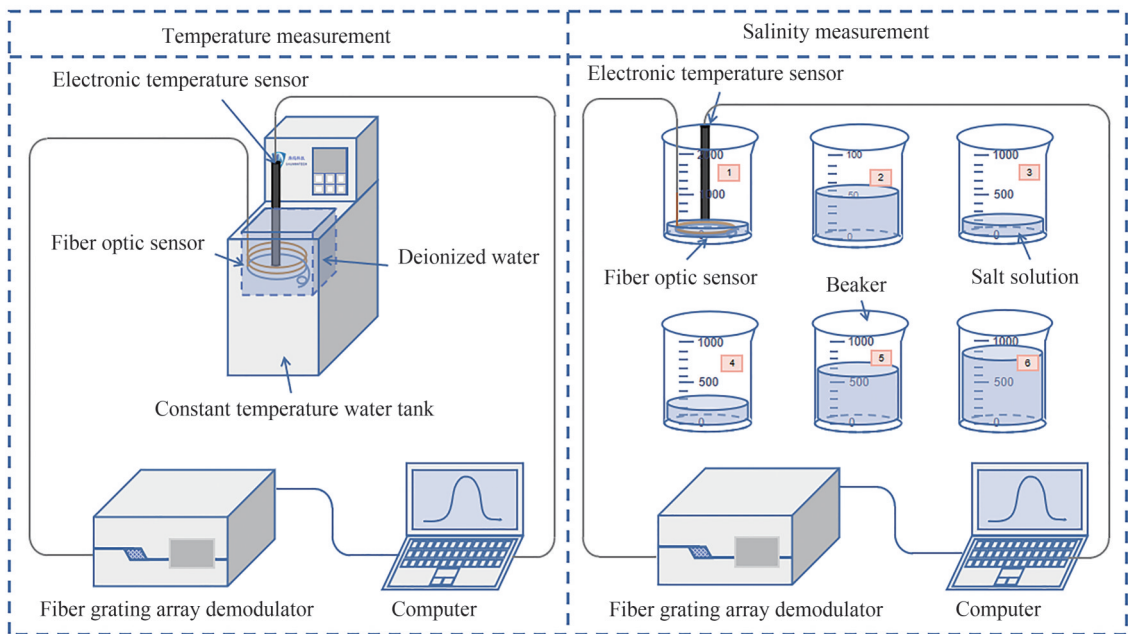 Temperature measurement
Electronic temperature sensor
Fiber optic sensor
Deionized water
Constant temperature water tank
Fiber grating array demodulator
Computer
Salinity measurement
Electronic temperature sensor
2000
1
1000
0
100
2
50
0
1000
3
500
0
Fiber optic sensor
Beaker
Salt solution
1000
4
500
0
1000
5
500
0
1000
6
500
0
Fiber grating array demodulator
Computer